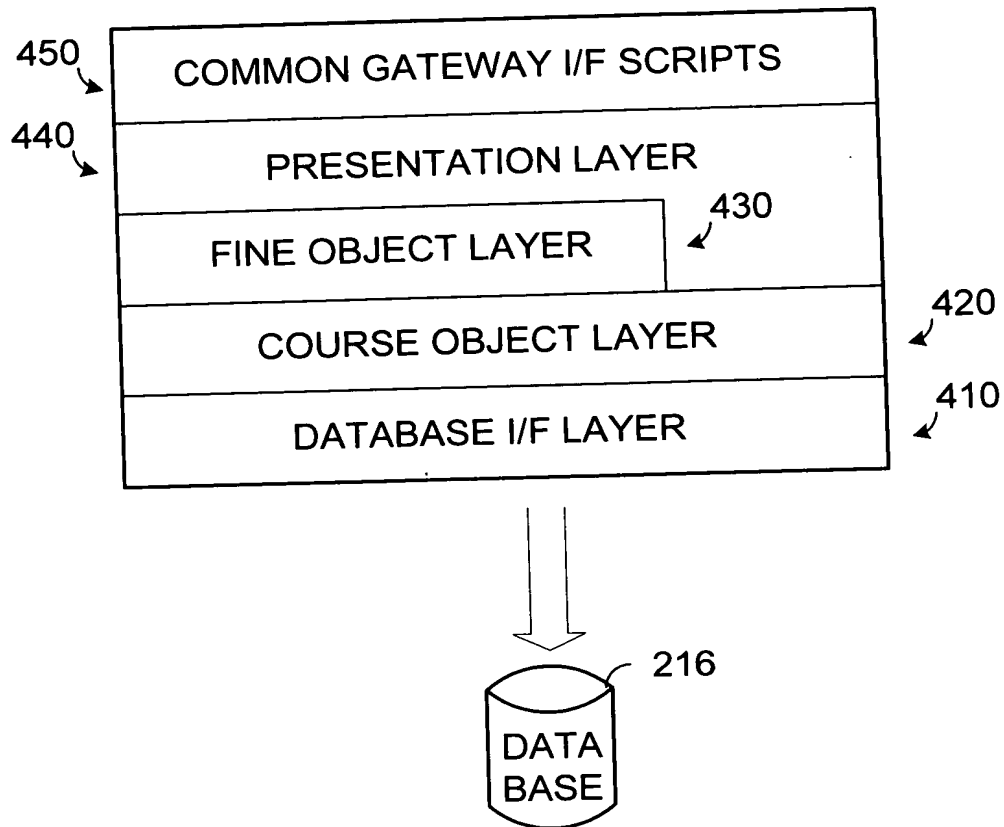 450
COMMON GATEWAY I/F SCRIPTS
440
PRESENTATION LAYER
430
FINE OBJECT LAYER
420
COURSE OBJECT LAYER
410
DATABASE I/F LAYER
216
DATA
BASE